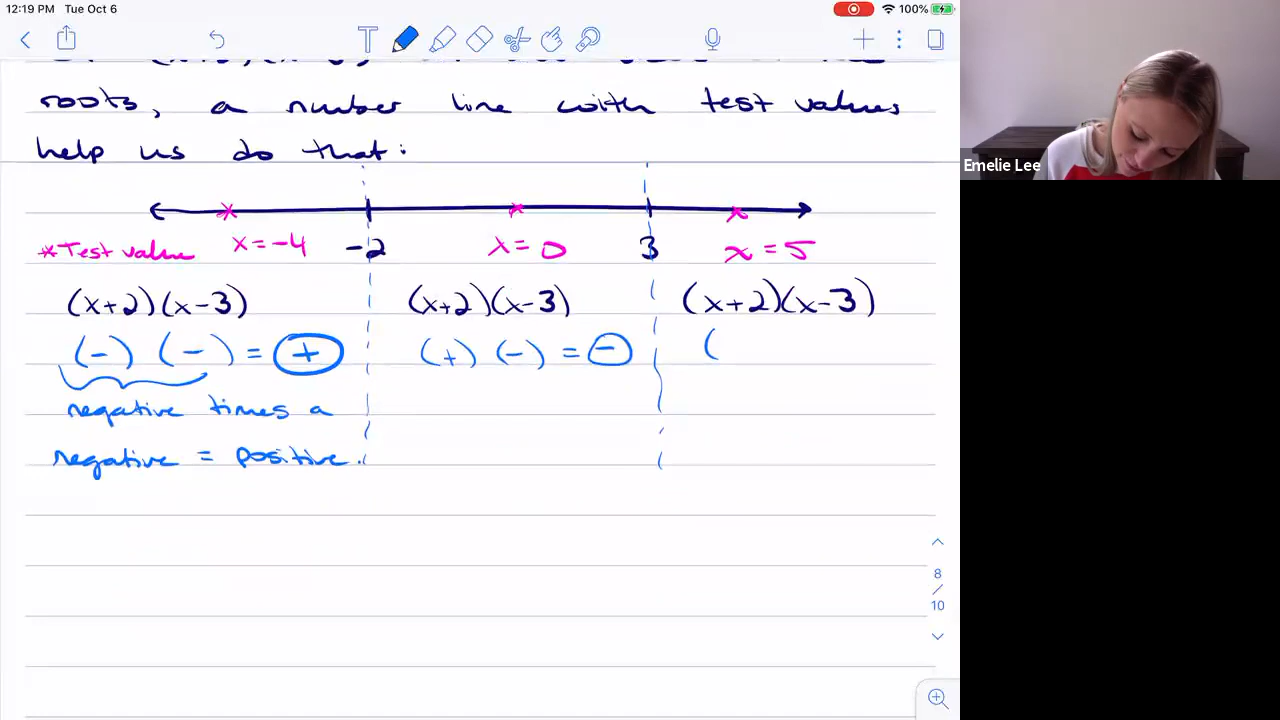 12:19 PM Tue Oct 6
100%
Emelie Lee
roots, a number line with test values
help us do that:
*Test value x=-4 -2 x=0 3 x=5
(x+2)(x-3) (x+2)(x-3) (x+2)(x-3)
(-) (-) = + (+) (-) = - (
negative times a
negative = positive.
8
/
10